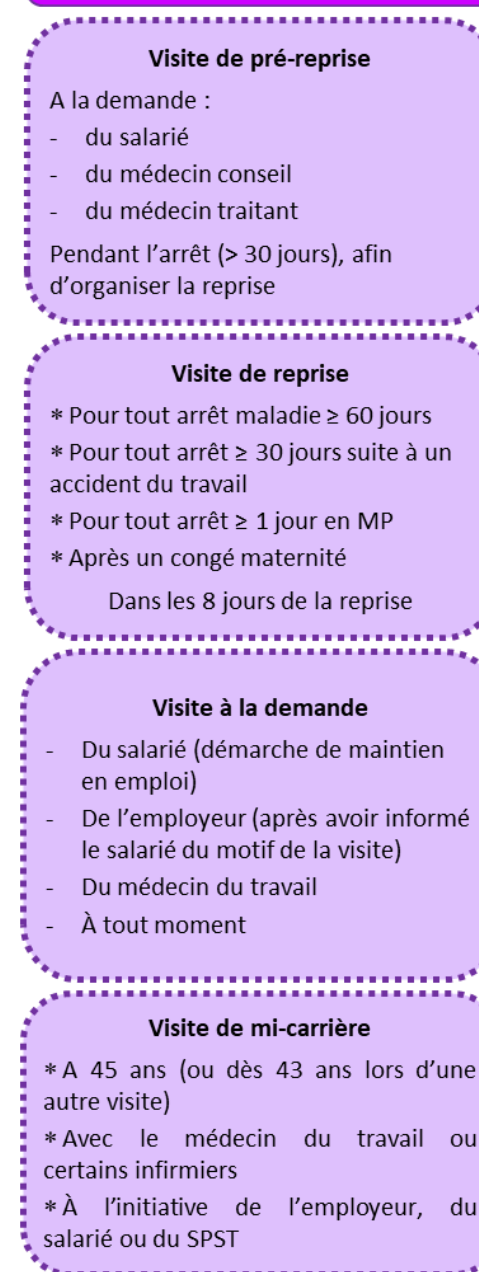 Visite de pré-reprise
A la demande :
- du salarié
- du médecin conseil
- du médecin traitant
Pendant l’arrêt (> 30 jours), afin
d’organiser la reprise
Visite de reprise
* Pour tout arrêt maladie ≥ 60 jours
* Pour tout arrêt ≥ 30 jours suite à un
accident du travail
* Pour tout arrêt ≥ 1 jour en MP
* Après un congé maternité
Dans les 8 jours de la reprise
Visite à la demande
- Du salarié (démarche de maintien
en emploi)
- De l’employeur (après avoir informé
le salarié du motif de la visite)
- Du médecin du travail
- À tout moment
Visite de mi-carrière
* A 45 ans (ou dès 43 ans lors d’une
autre visite)
* Avec le médecin du travail ou
certains infirmiers
* À l’initiative de l’employeur, du
salarié ou du SPST